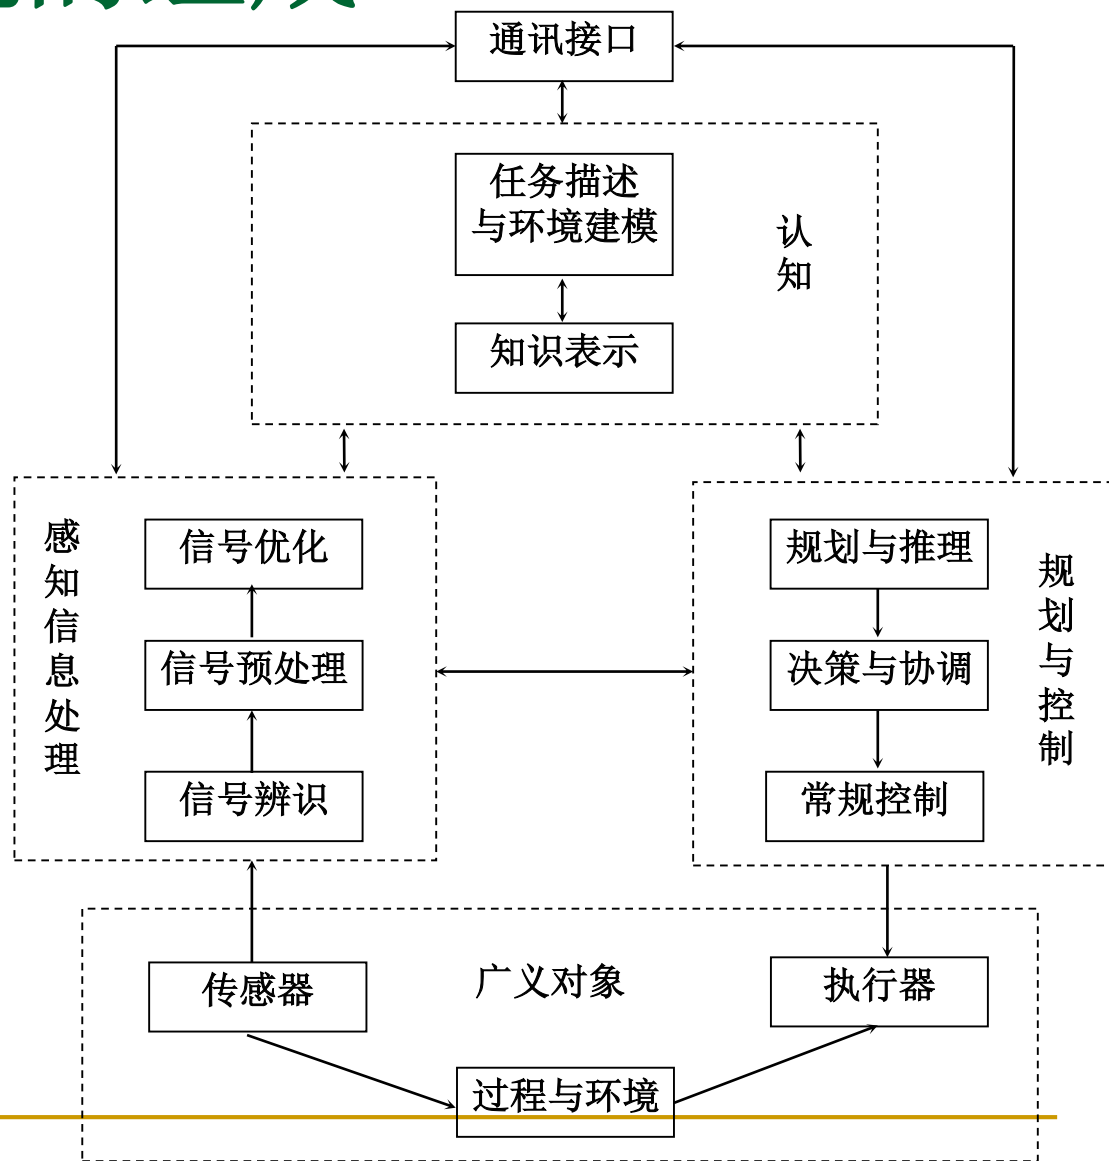 通讯接口
任务描述
与环境建模
认
知
知识表示
感
知
信
息
处
理
信号优化
信号预处理
信号辨识
规划与推理
决策与协调
常规控制
规
划
与
控
制
传感器
广义对象
执行器
过程与环境